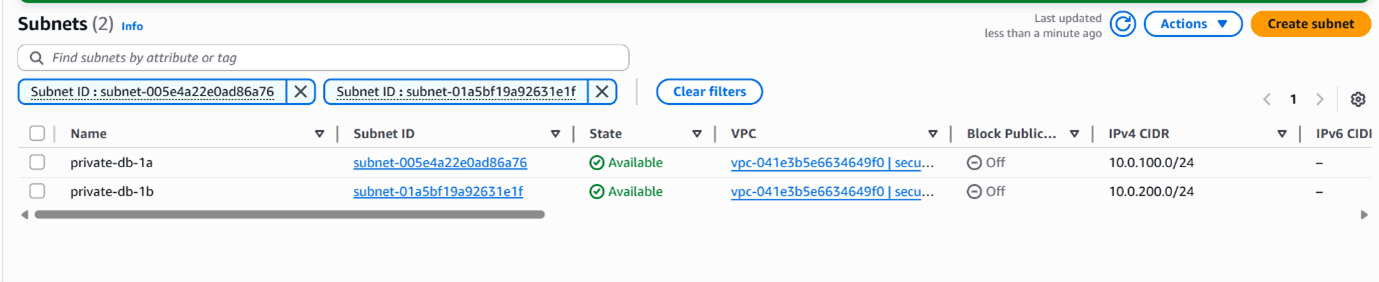 Subnets (2) Info
Last updated
less than a minute ago
Actions
Create subnet
Find subnets by attribute or tag
Subnet ID : subnet-005e4a22e0ad86a76
Subnet ID : subnet-01a5bf19a92631e1f
Clear filters
1
Name Subnet ID State VPC Block Public... IPv4 CIDR IPv6 CIDI
private-db-1a subnet-005e4a22e0ad86a76 Available vpc-041e3b5e6634649f0 | secu... Off 10.0.100.0/24 –
private-db-1b subnet-01a5bf19a92631e1f Available vpc-041e3b5e6634649f0 | secu... Off 10.0.200.0/24 –